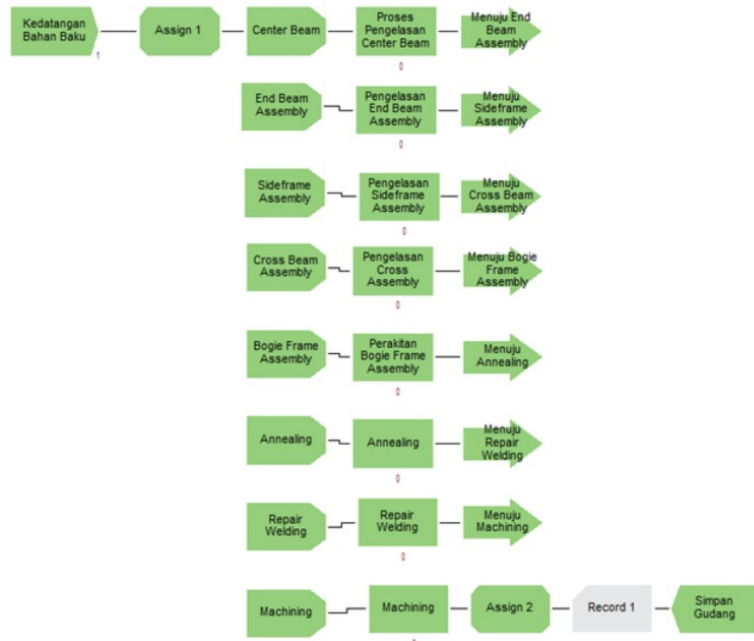 Kedatangan
Bahan Baku
1
Assign 1
Center Beam
Proses
Pengelasan
Center Beam
0
Menuju End
Beam
Assembly
End Beam
Assembly
Pengelasan
End Beam
Assembly
0
Menuju
Sideframe
Assembly
Sideframe
Assembly
Pengelasan
Sideframe
Assembly
0
Menuju
Cross Beam
Assembly
Cross Beam
Assembly
Pengelasan
Cross
Assembly
0
Menuju Bogie
Frame
Assembly
Bogie Frame
Assembly
Perakitan
Bogie Frame
Assembly
0
Menuju
Annealing
Annealing
Annealing
0
Menuju
Repair
Welding
Repair
Welding
Repair
Welding
0
Menuju
Machining
Machining
Machining
Assign 2
Record 1
Simpan
Gudang